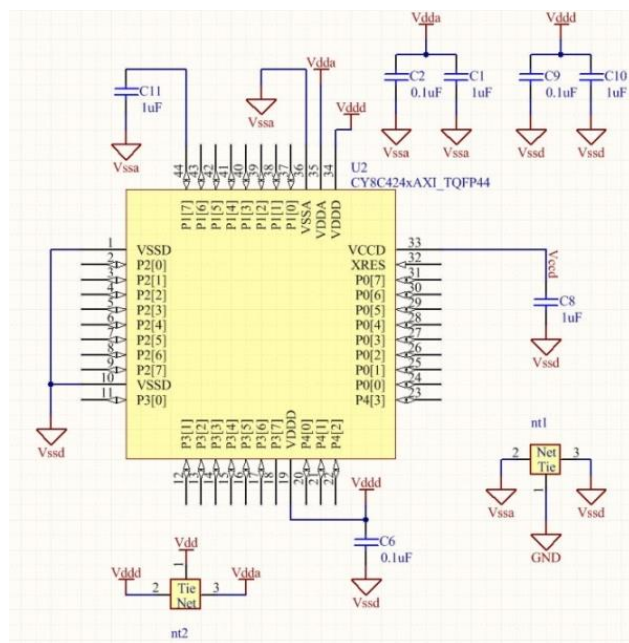 Vdda
Vddd
Vdda
C2
0.1uF
C1
1uF
C9
0.1uF
C10
1uF
C11
1uF
Vssa
Vssa
Vddd
Vssa
Vssa
Vssd
Vssd
U2
CY8C424xAXI_TQFP44
44
43
42
41
40
39
38
37
36
35
34
P1[7]
P1[6]
P1[5]
P1[4]
P1[3]
P1[2]
P1[1]
P1[0]
VSSA
VDDA
VDDD
1
VSSD
2
P2[0]
3
P2[1]
4
P2[2]
5
P2[3]
6
P2[4]
7
P2[5]
8
P2[6]
9
P2[7]
10
VSSD
11
P3[0]
VCCD
33
XRES
32
P0[7]
31
P0[6]
30
P0[5]
29
P0[4]
28
P0[3]
27
P0[2]
26
P0[1]
25
P0[0]
24
P4[3]
23
Vccd
C8
1uF
Vssd
Vssd
P3[1]
P3[2]
P3[3]
P3[4]
P3[5]
P3[6]
P3[7]
VDDD
P4[0]
P4[1]
P4[2]
12
13
14
15
16
17
18
19
20
21
22
Vddd
C6
0.1uF
Vssd
nt1
2
Net
Tie
3
1
Vssa
Vssd
GND
Vdd
1
Vddd
2
Tie
Net
3
Vdda
nt2